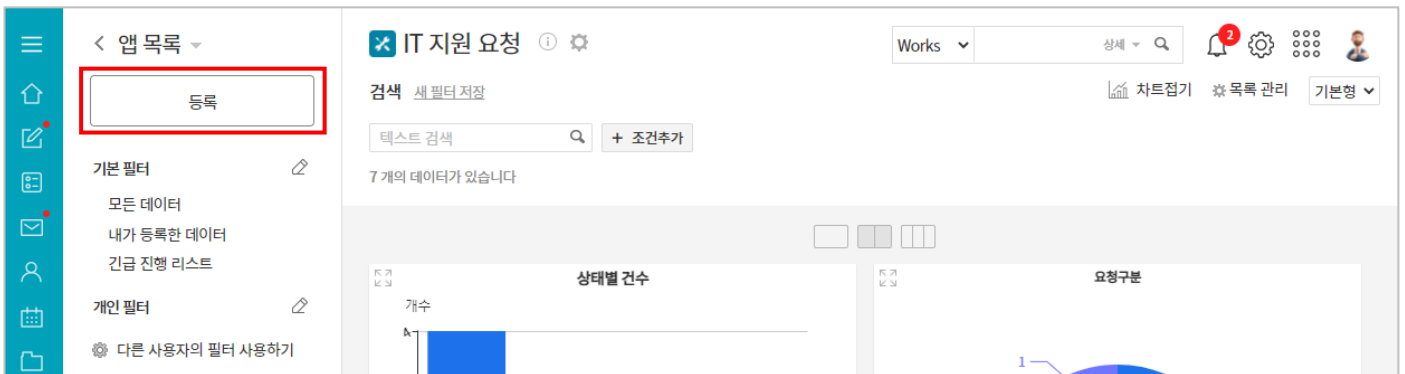 앱 목록
등록
기본 필터
모든 데이터
내가 등록한 데이터
긴급 진행 리스트
개인 필터
다른 사용자의 필터 사용하기
IT 지원 요청
Works
상세
2
검색 새 필터 저장
차트접기 목록 관리 기본형
텍스트 검색
+ 조건추가
7 개의 데이터가 있습니다
상태별 건수
개수
4
요청구분
1